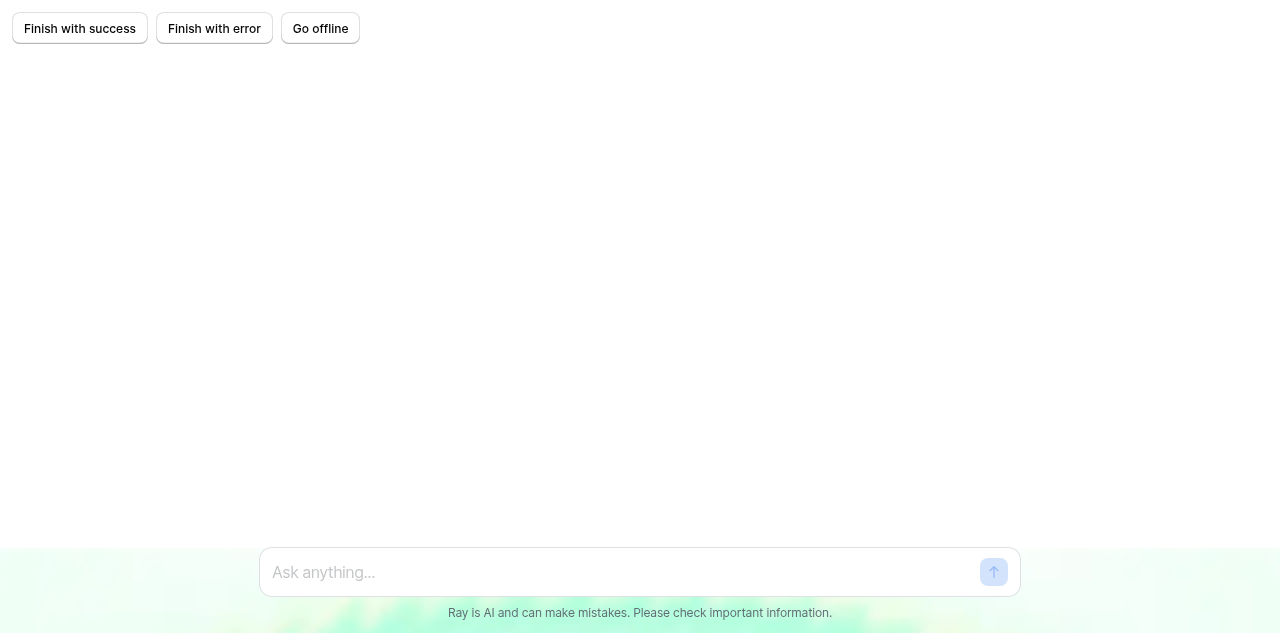 Finish with success
Finish with error
Go offline
Ask anything...
Ray is AI and can make mistakes. Please check important information.